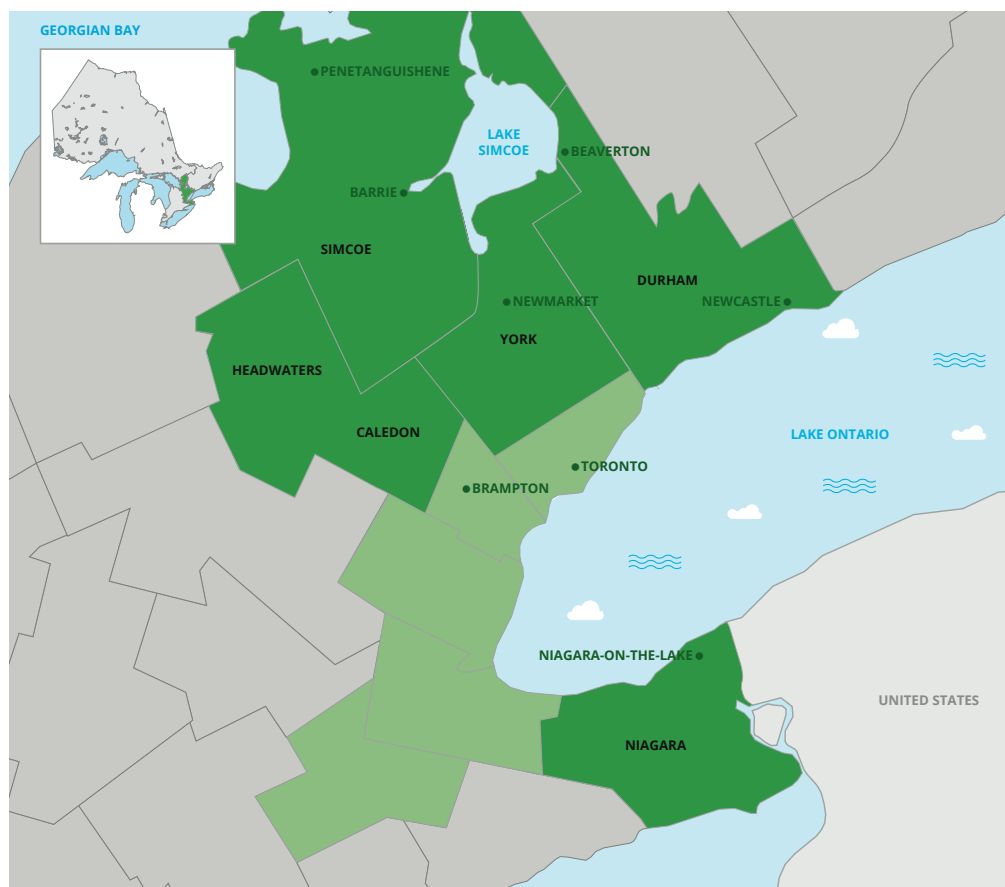 GEORGIAN BAY
PENETANGUISHENE
LAKE
SIMCOE
BEAVERTON
BARRIE
SIMCOE
DURHAM
NEWMARKET
NEWCASTLE
YORK
HEADWATERS
CALEDON
LAKE ONTARIO
TORONTO
BRAMPTON
NIAGARA-ON-THE-LAKE
UNITED STATES
NIAGARA